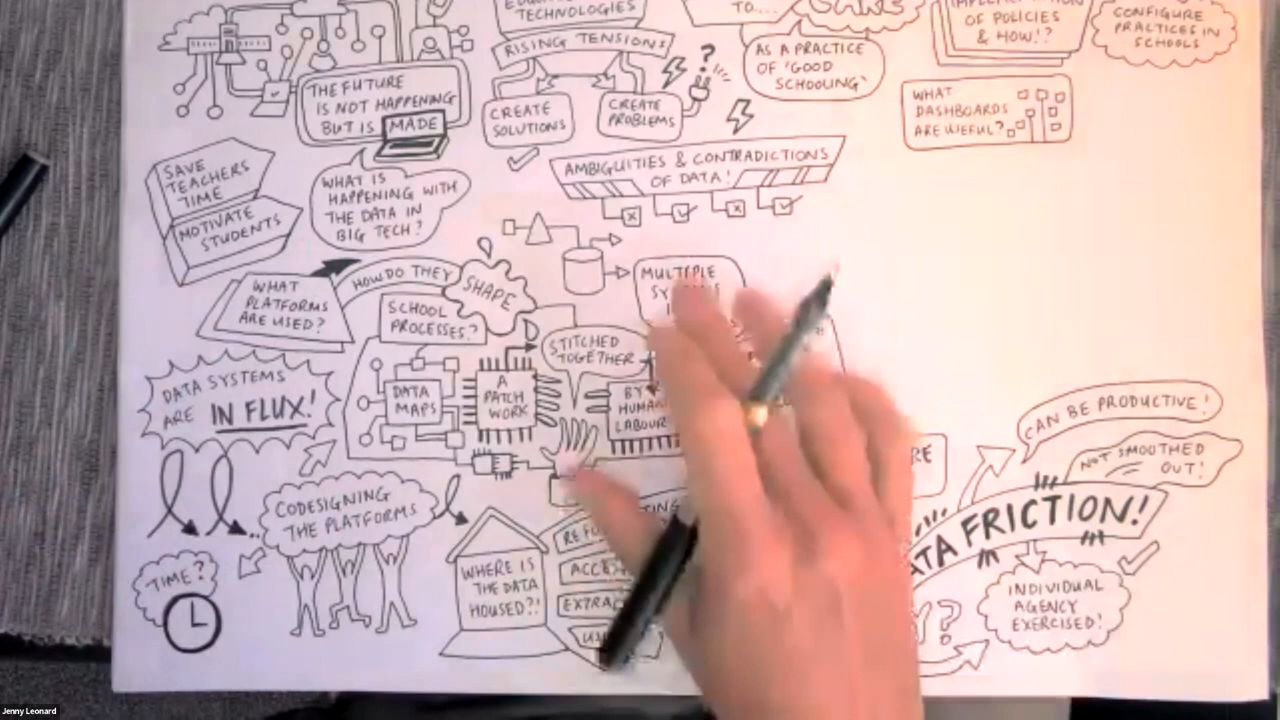 TECHNOLOGIES
TO....
CARE
OF POLICIES
& HOW!?
CONFIGURE
PRACTICES IN
SCHOOLS
RISING TENSIONS
AS A PRACTICE
OF 'GOOD
SCHOOLING'
THE FUTURE
IS NOT HAPPENING
BUT IS MADE
CREATE
SOLUTIONS
CREATE
PROBLEMS
?
WHAT
DASHBOARDS
ARE USEFUL?
SAVE
TEACHERS
TIME
MOTIVATE
STUDENTS
WHAT IS
HAPPENING WITH
THE DATA IN
BIG TECH?
AMBIGUITIES & CONTRADICTIONS
OF DATA!
WHAT
PLATFORMS
ARE USED?
HOW DO THEY
SHAPE
SCHOOL
PROCESSES?
MULTIPLE
STITCHED
TOGETHER
DATA SYSTEMS
ARE IN FLUX!
DATA
MAPS
A
PATCH
WORK
BY
HUMAN
LABOUR
CAN BE PRODUCTIVE!
NOT SMOOTHED
OUT!
FRICTION!
CODESIGNING
THE PLATFORMS
TIME?
WHERE IS
THE DATA
HOUSED?!
INDIVIDUAL
AGENCY
EXERCISED!
Jenny Leonard